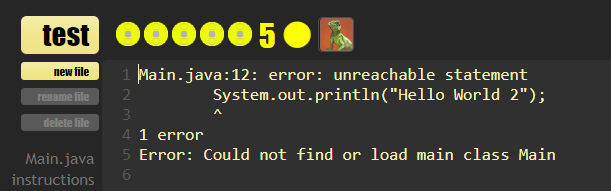 test
5
new file
rename file
delete file
Main.java
instructions
1 Main.java:12: error: unreachable statement
2         System.out.println("Hello World 2");
3         ^
4 1 error
5 Error: Could not find or load main class Main
6